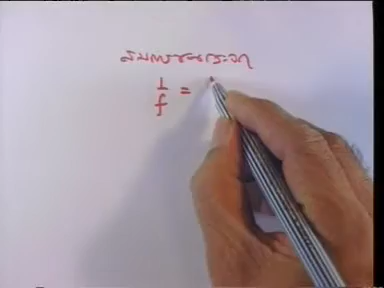 สมการกระจก
1/f =